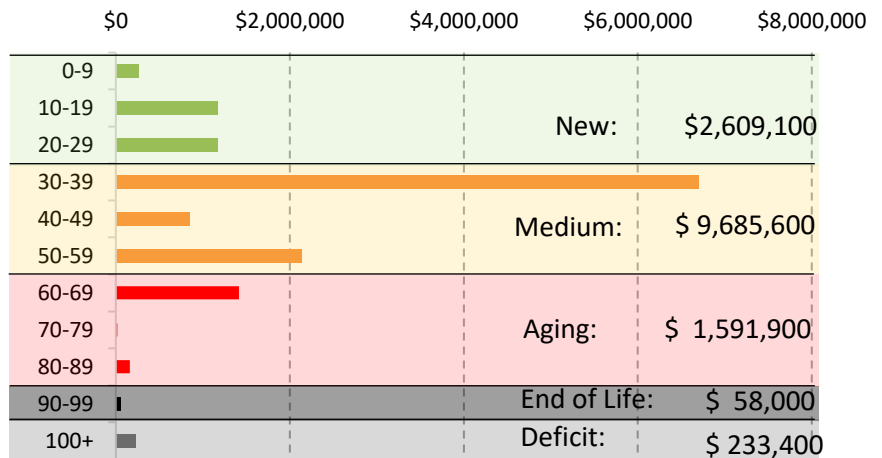 $0 $2,000,000 $4,000,000 $6,000,000 $8,000,000
0-9
10-19
New: $2,609,100
20-29
30-39
40-49
Medium: $ 9,685,600
50-59
60-69
70-79
Aging: $ 1,591,900
80-89
90-99 End of Life: $ 58,000
100+ Deficit: $ 233,400